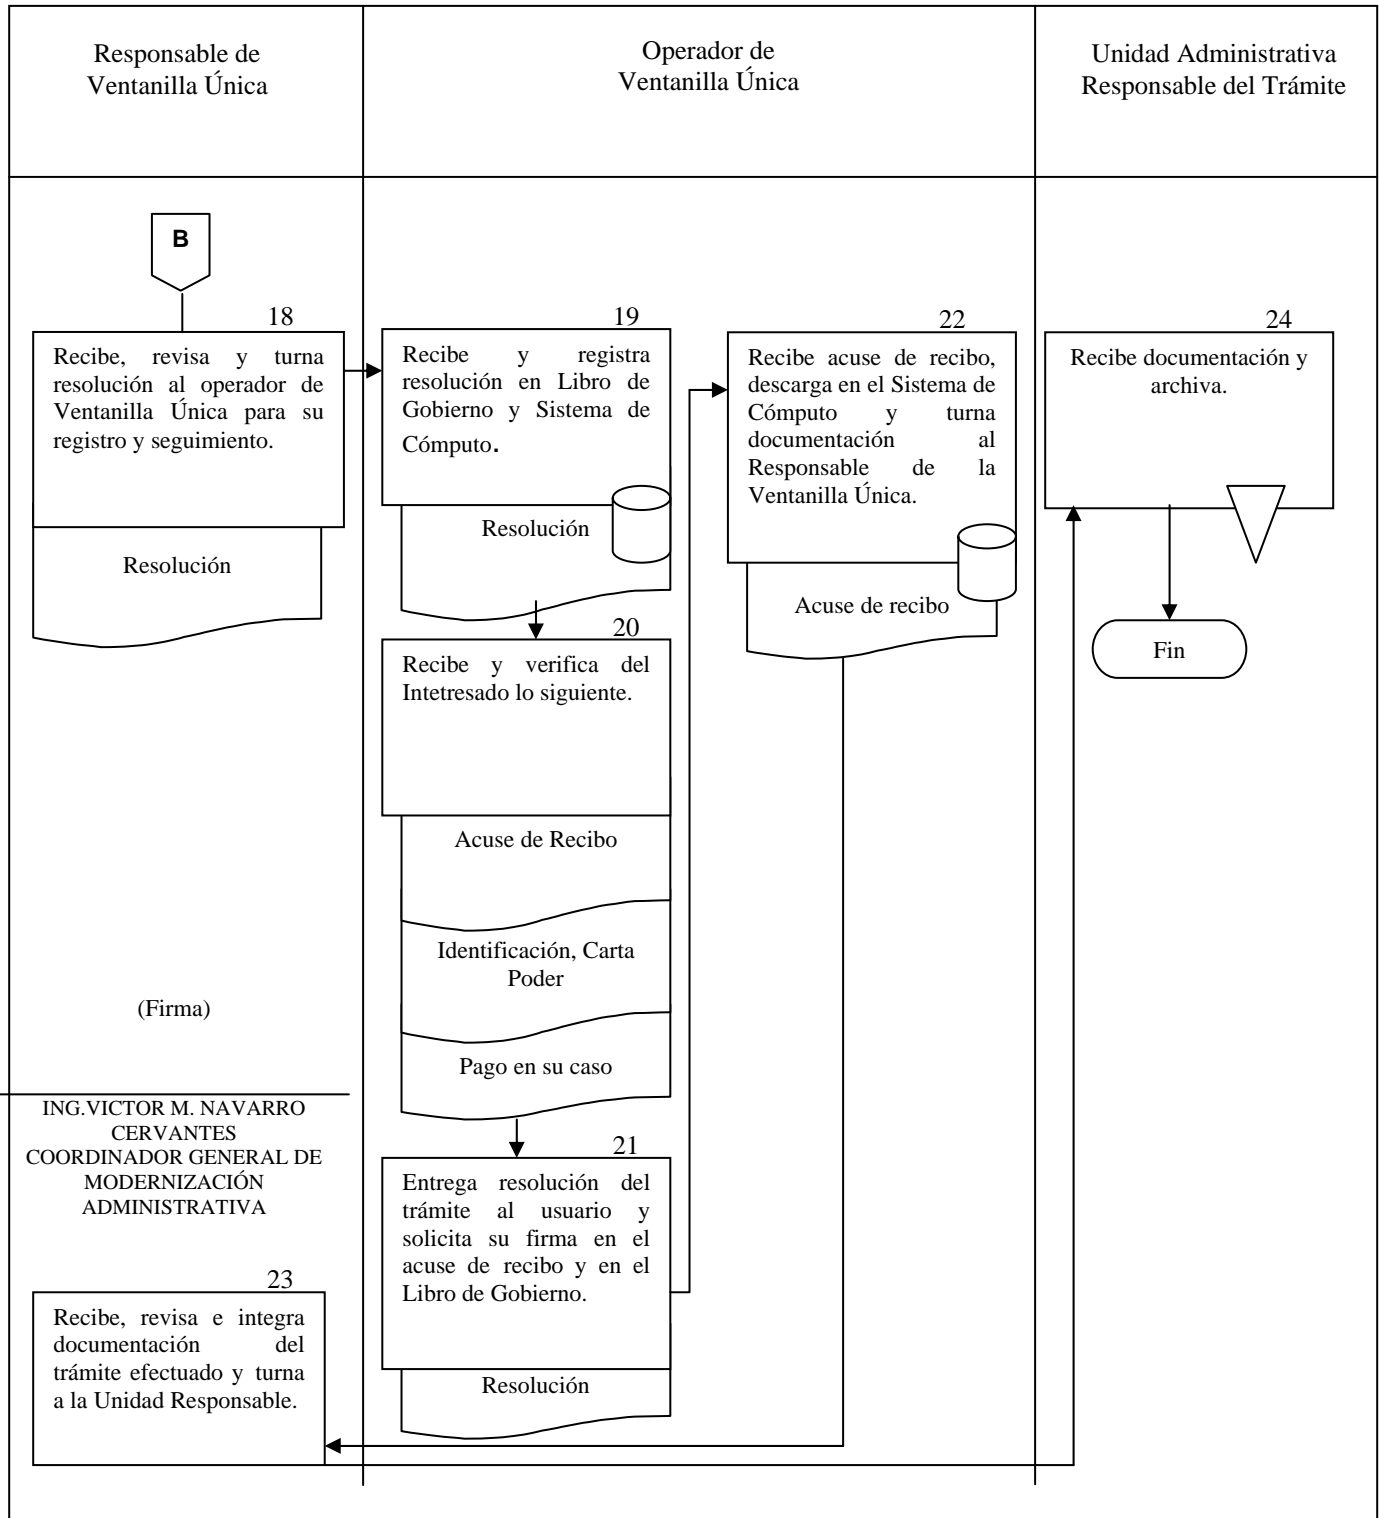 Responsable de
Ventanilla Única
Operador de
Ventanilla Única
Unidad Administrativa
Responsable del Trámite
B
18
Recibe, revisa y turna
resolución al operador de
Ventanilla Única para su
registro y seguimiento.
Resolución
19
Recibe y registra
resolución en Libro de
Gobierno y Sistema de
Cómputo.
Resolución
20
Recibe y verifica del
Intetresado lo siguiente.
Acuse de Recibo
Identificación, Carta
Poder
Pago en su caso
21
Entrega resolución del
trámite al usuario y
solicita su firma en el
acuse de recibo y en el
Libro de Gobierno.
Resolución
22
Recibe acuse de recibo,
descarga en el Sistema de
Cómputo y turna
documentación al
Responsable de la
Ventanilla Única.
Acuse de recibo
(Firma)
ING.VICTOR M. NAVARRO
CERVANTES
COORDINADOR GENERAL DE
MODERNIZACIÓN
ADMINISTRATIVA
23
Recibe, revisa e integra
documentación del
trámite efectuado y turna
a la Unidad Responsable.
24
Recibe documentación y
archiva.
Fin